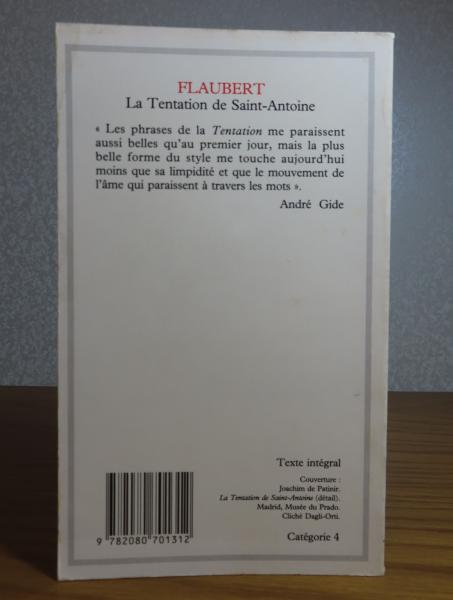 FLAUBERT
La Tentation de Saint-Antoine
« Les phrases de la Tentation me paraissent
aussi belles qu'au premier jour, mais la plus
belle forme du style me touche aujourd'hui
moins que sa limpidité et que le mouvement de
l'âme qui paraissent à travers les mots ».
André Gide
Texte intégral
Couverture :
Joachim de Patinir.
La Tentation de Saint-Antoine (détail).
Madrid, Musée du Prado.
Cliché Dagli-Orti.
9 782080 701312
Catégorie 4